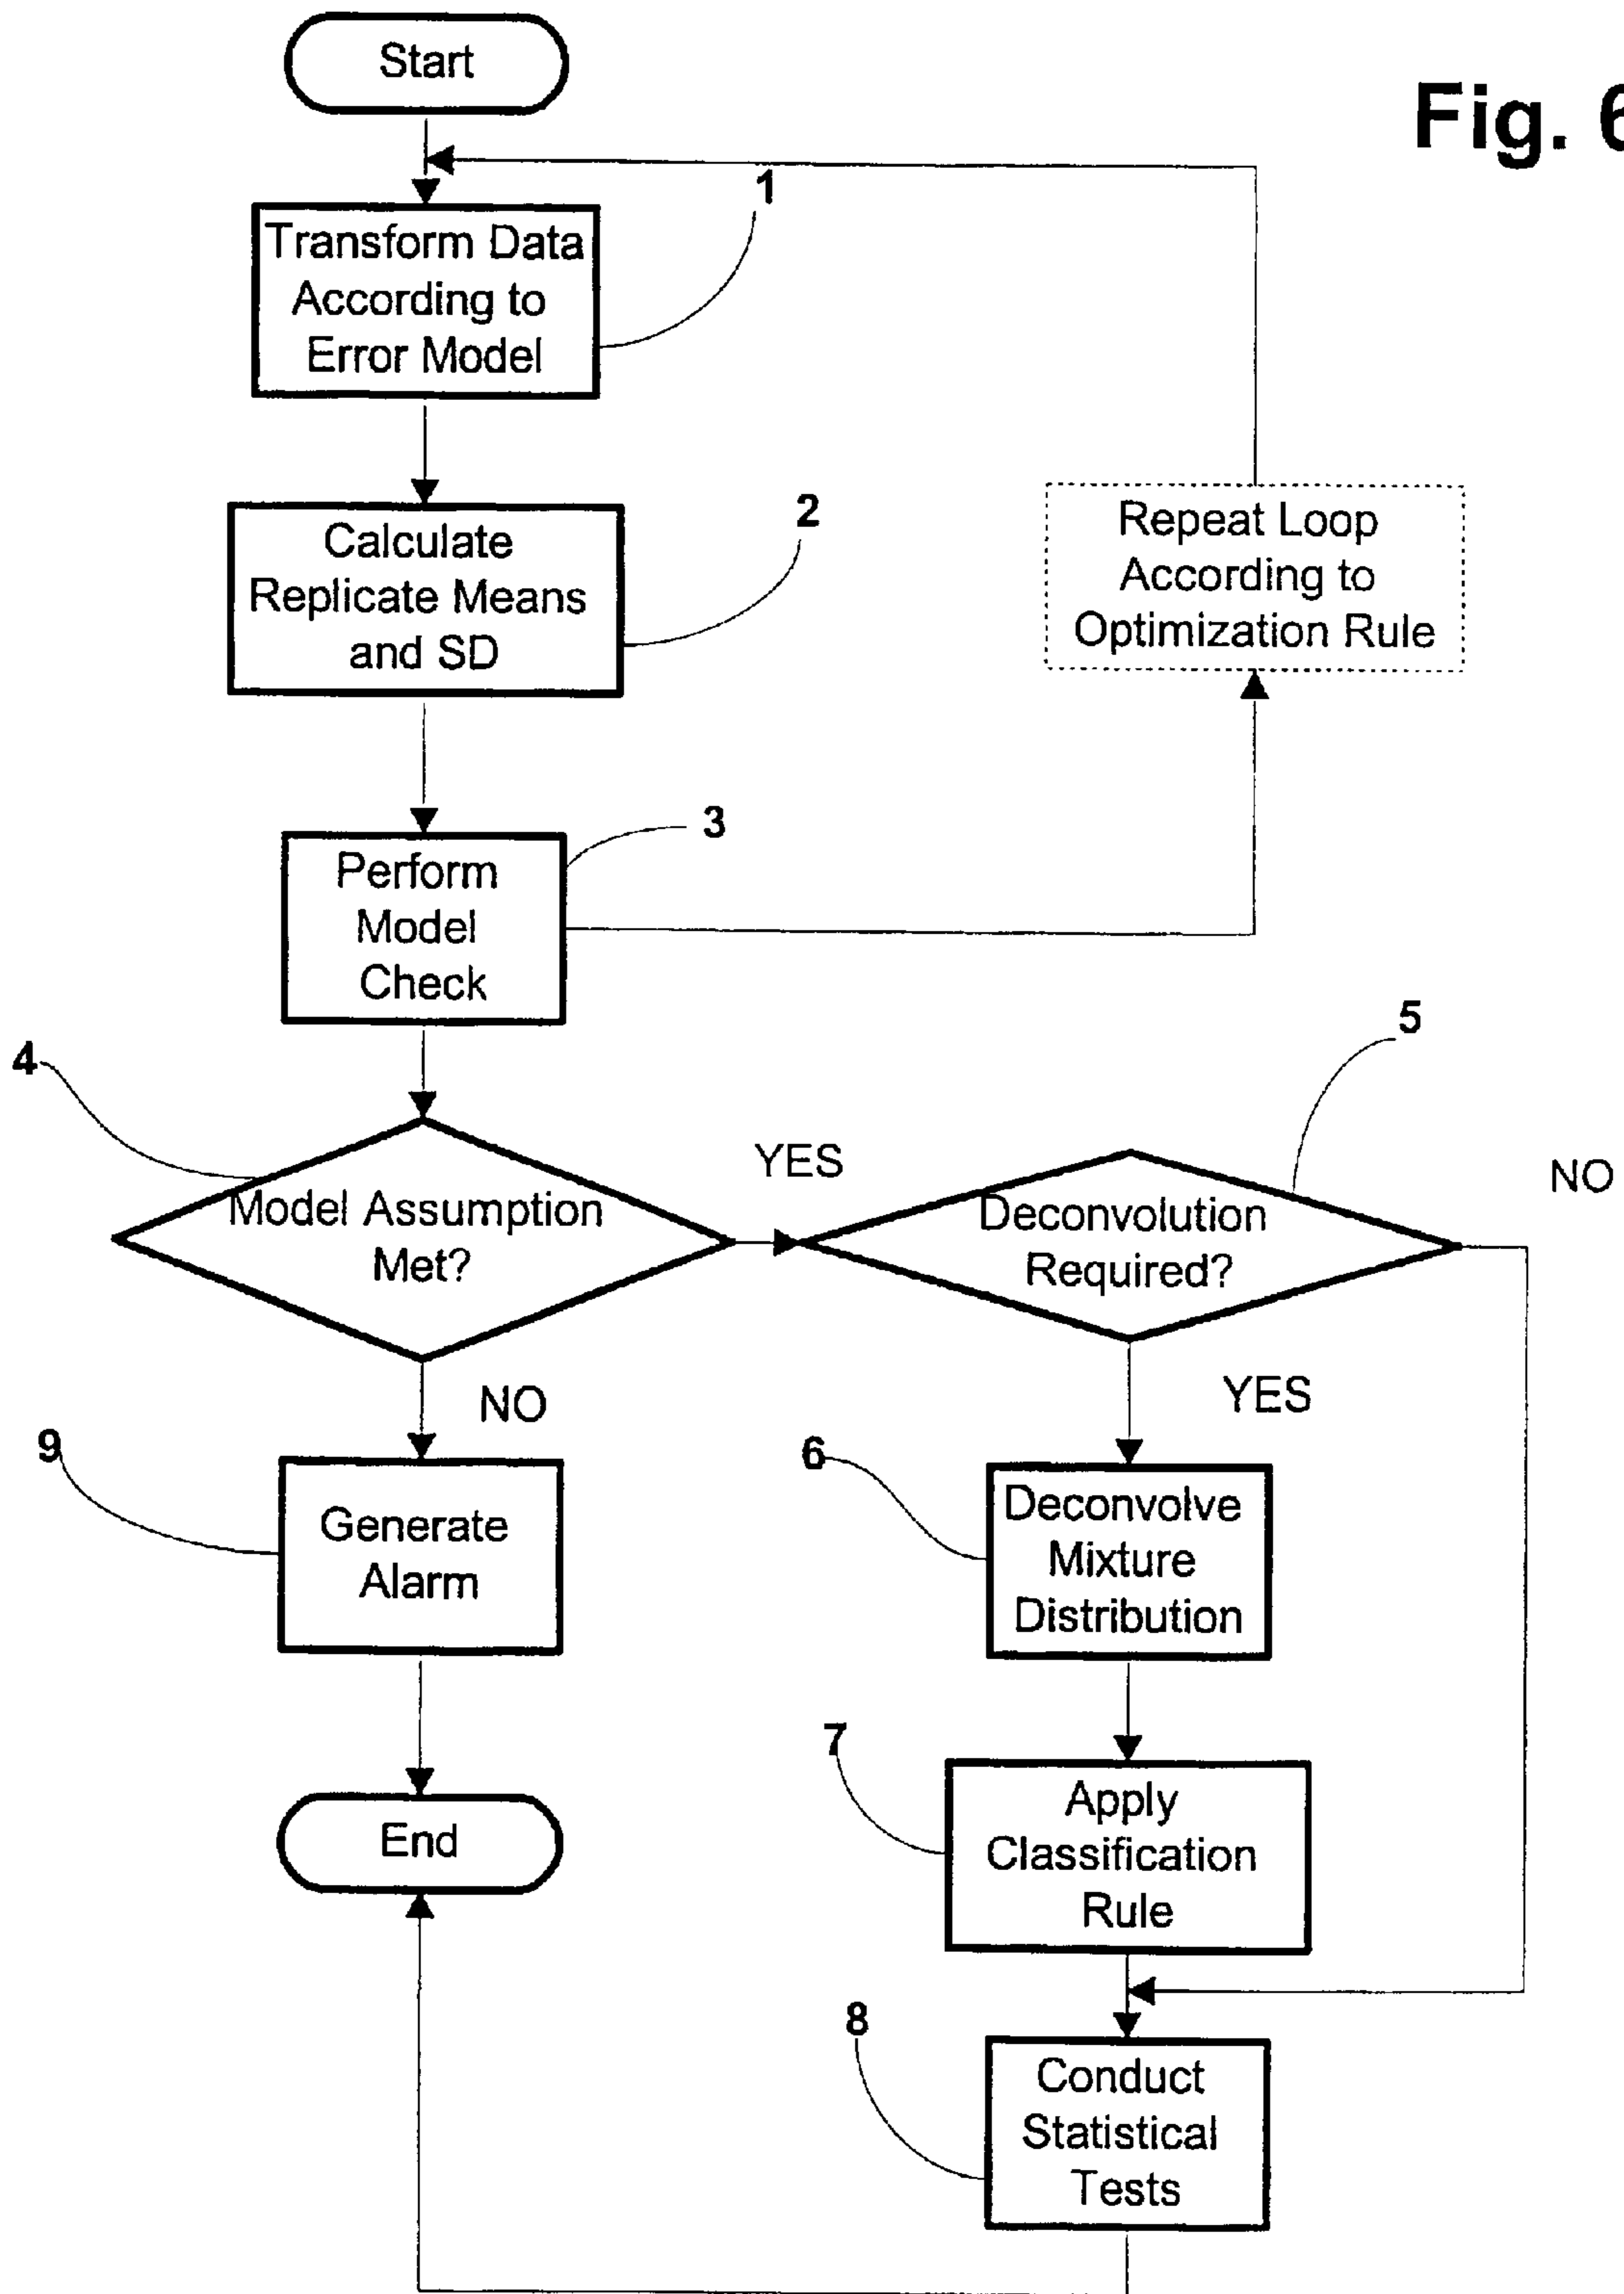 Start
Fig. 6
1
Transform Data
According to
Error Model
2
Calculate
Replicate Means
and SD
Repeat Loop
According to
Optimization Rule
3
Perform
Model
Check
4
5
YES
NO
Model Assumption
Met?
Deconvolution
Required?
NO
YES
9
6
Generate
Alarm
Deconvolve
Mixture
Distribution
7
End
Apply
Classification
Rule
8
Conduct
Statistical
Tests